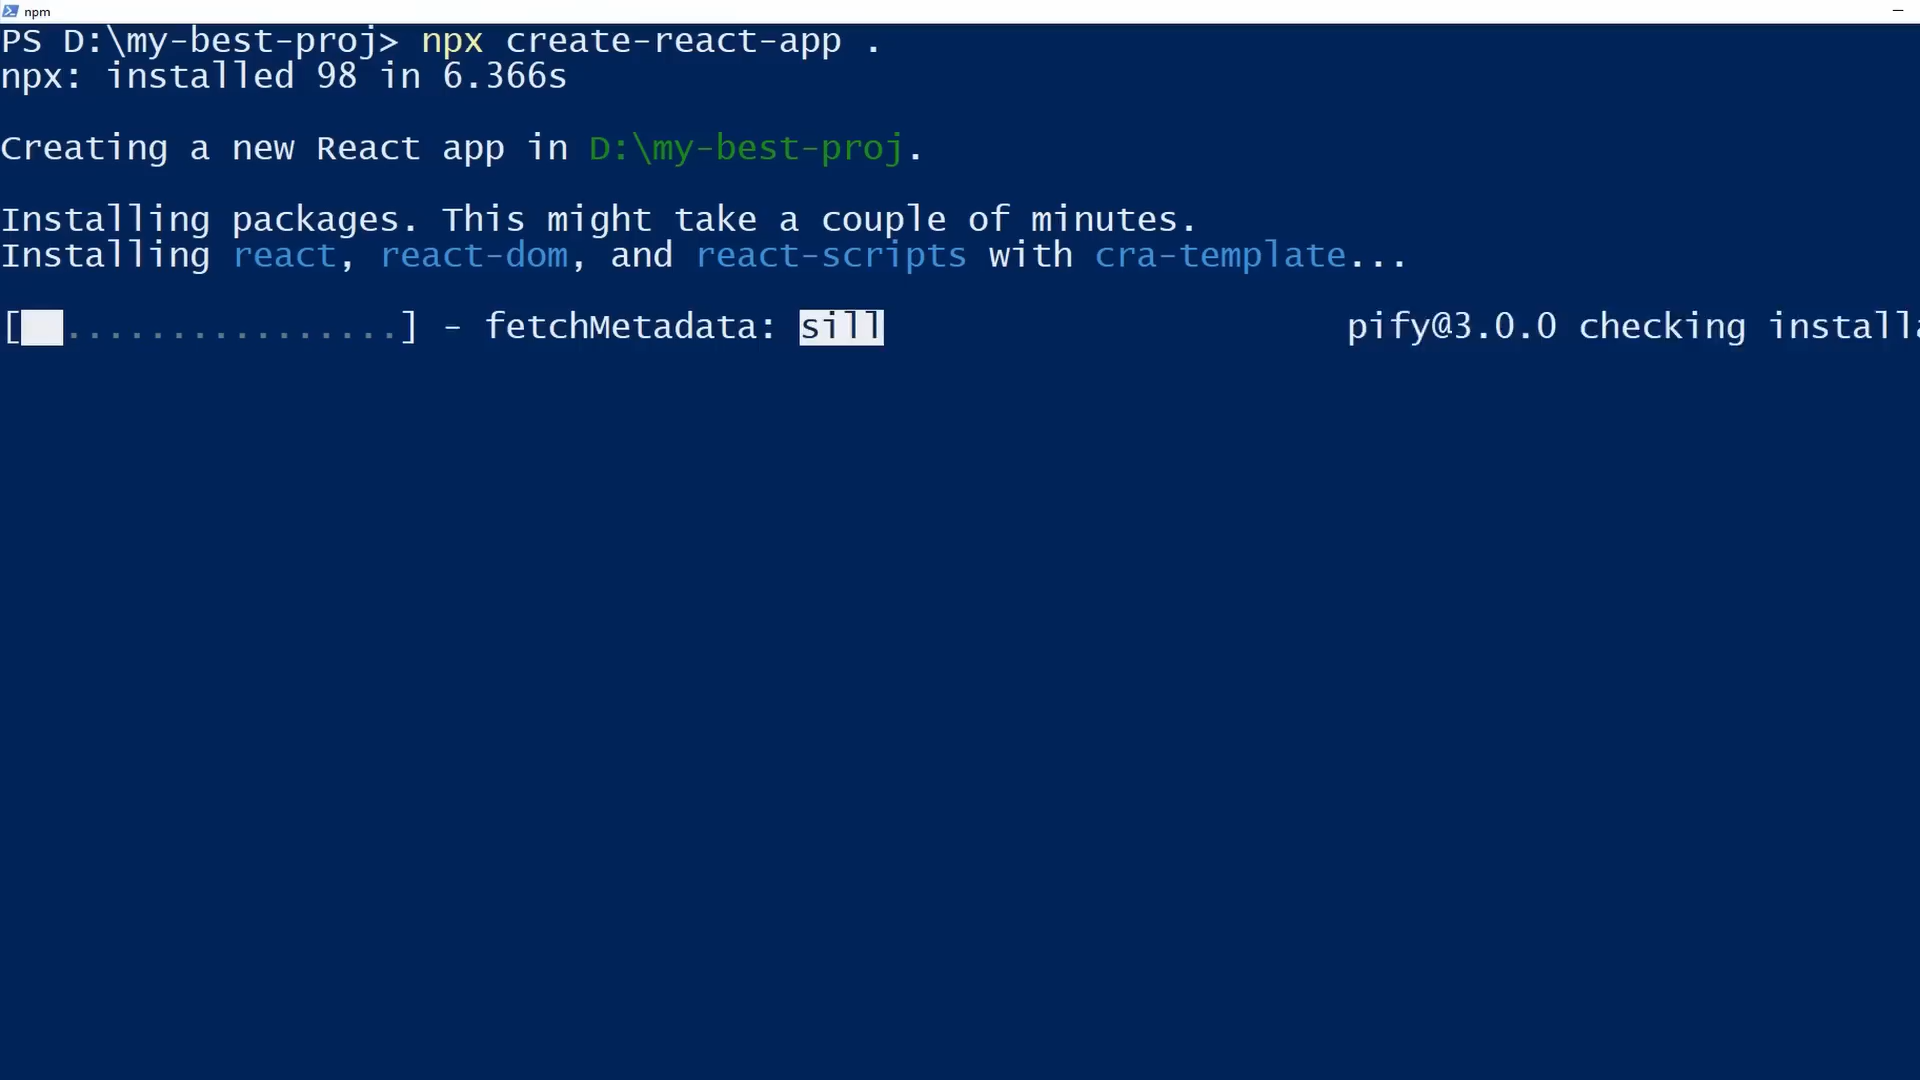 npm
PS D:\my-best-proj> npx create-react-app .
npx: installed 98 in 6.366s
Creating a new React app in D:\my-best-proj.
Installing packages. This might take a couple of minutes.
Installing react, react-dom, and react-scripts with cra-template...
[  ................] - fetchMetadata: sill pify@3.0.0 checking installa